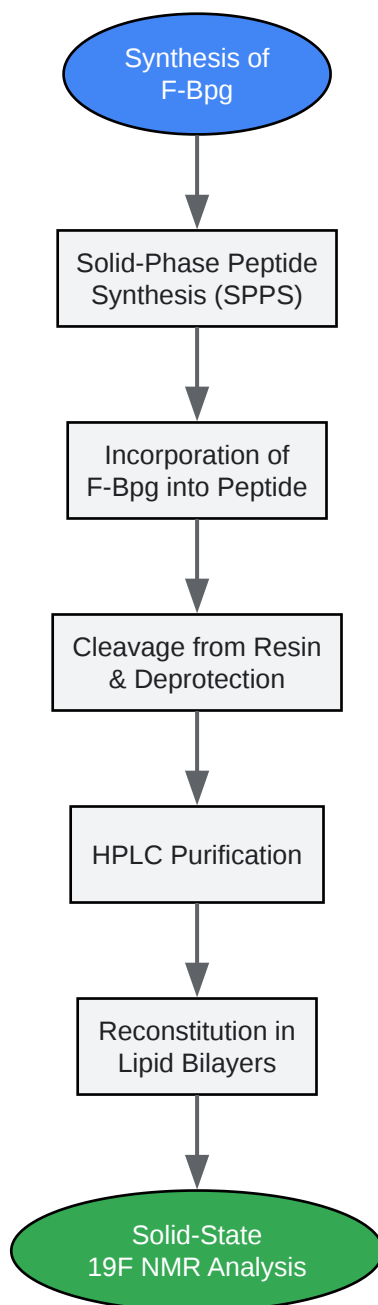 Synthesis of
F-Bpg
Solid-Phase Peptide
Synthesis (SPPS)
Incorporation of
F-Bpg into Peptide
Cleavage from Resin
& Deprotection
HPLC Purification
Reconstitution in
Lipid Bilayers
Solid-State
19F NMR Analysis